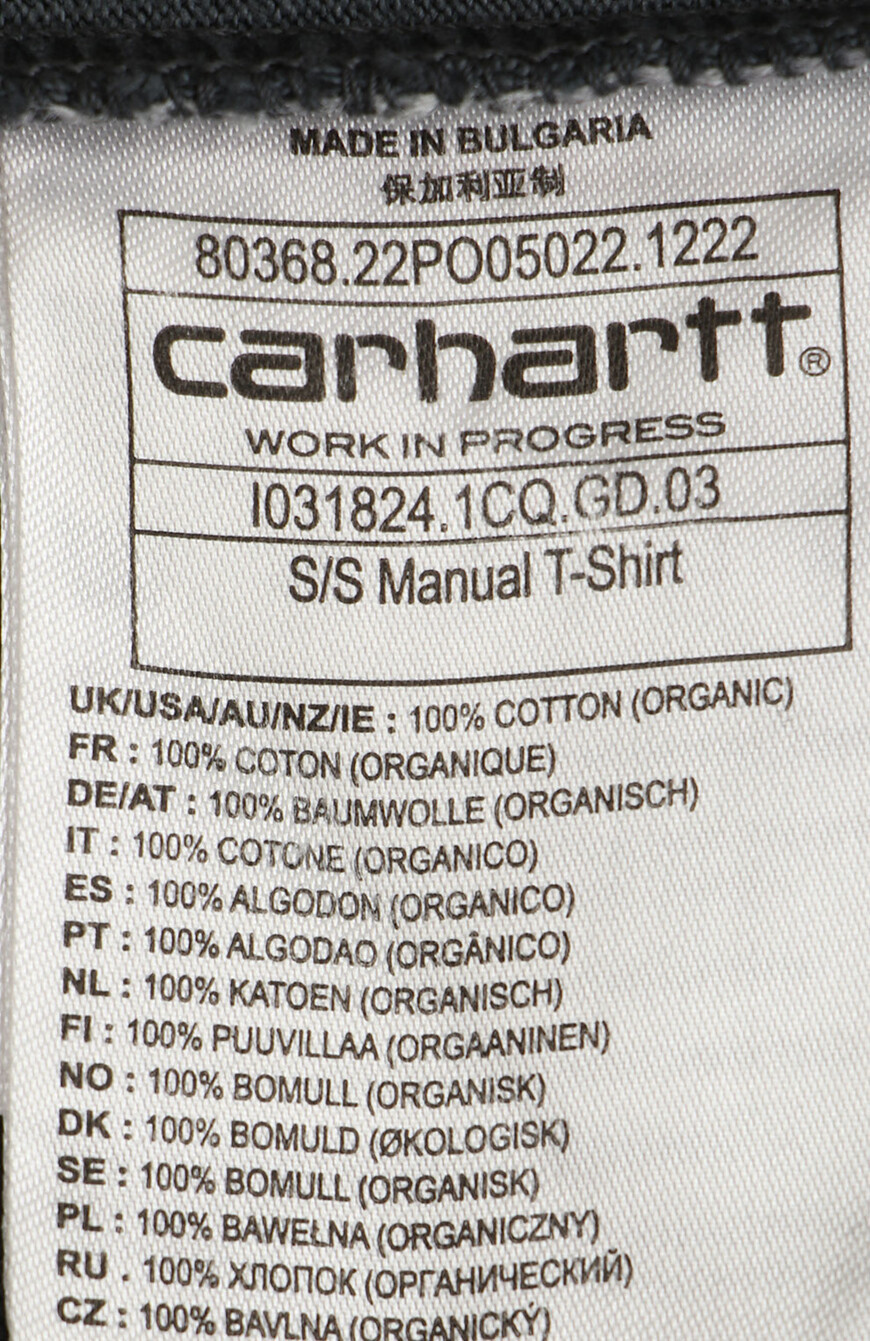 MADE IN BULGARIA
保加利亚制
80368.22PO05022.1222
carhartt®
WORK IN PROGRESS
I031824.1CQ.GD.03
S/S Manual T-Shirt
UK/USA/AU/NZ/IE : 100% COTTON (ORGANIC)
FR : 100% COTON (ORGANIQUE)
DE/AT : 100% BAUMWOLLE (ORGANISCH)
IT : 100% COTONE (ORGANICO)
ES : 100% ALGODON (ORGANICO)
PT : 100% ALGODAO (ORGÂNICO)
NL : 100% KATOEN (ORGANISCH)
FI : 100% PUUVILLAA (ORGAANINEN)
NO : 100% BOMULL (ORGANISK)
DK : 100% BOMULD (ØKOLOGISK)
SE : 100% BOMULL (ORGANISK)
PL : 100% BAWEŁNA (ORGANICZNY)
RU . 100% ХЛОПОК (ОРГАНИЧЕСКИЙ)
CZ : 100% BAVLNA (ORGANICKÝ)